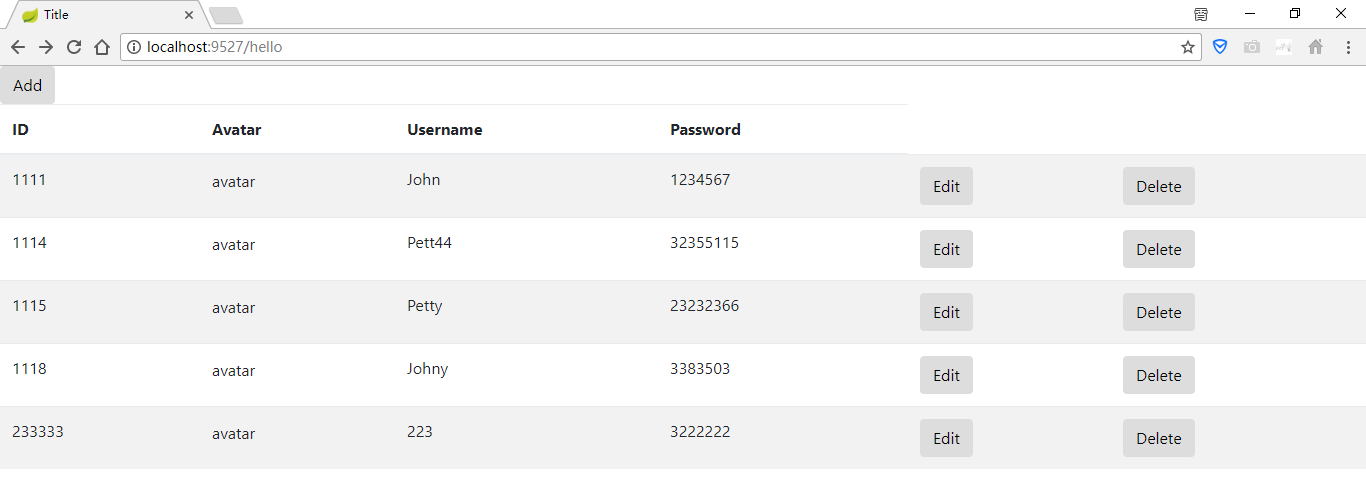 Title
localhost:9527/hello
Add
ID Avatar Username Password
1111 avatar John 1234567 Edit Delete
1114 avatar Pett44 32355115 Edit Delete
1115 avatar Petty 23232366 Edit Delete
1118 avatar Johny 3383503 Edit Delete
233333 avatar 223 3222222 Edit Delete